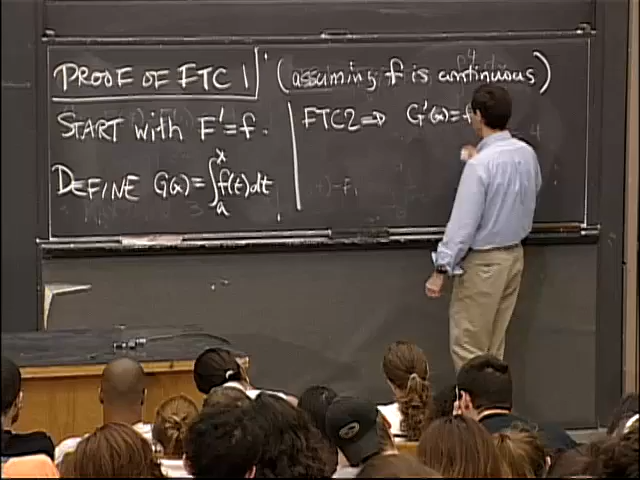 PROOF OF FTC 1 (assuming f is continuous)
START with F' = f.
DEFINE G(x) = ∫ₐˣ f(t)dt
FTC2 ⇒ G'(x) = f